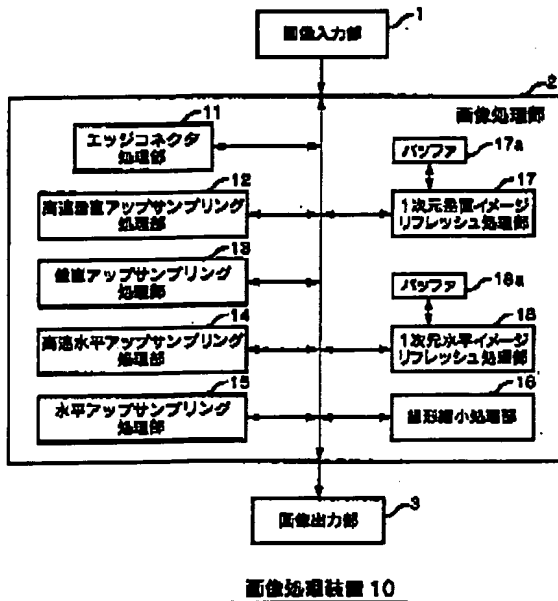 1
画像入力部
2
画像処理部
11
エッジコネクタ
処理部
バッファ
17a
12
高速垂直アップサンプリング
処理部
17
1次元垂直イメージ
リフレッシュ処理部
13
垂直アップサンプリング
処理部
バッファ
18a
14
高速水平アップサンプリング
処理部
18
1次元水平イメージ
リフレッシュ処理部
15
水平アップサンプリング
処理部
16
線形縮小処理部
画像出力部
3
画像処理装置 10